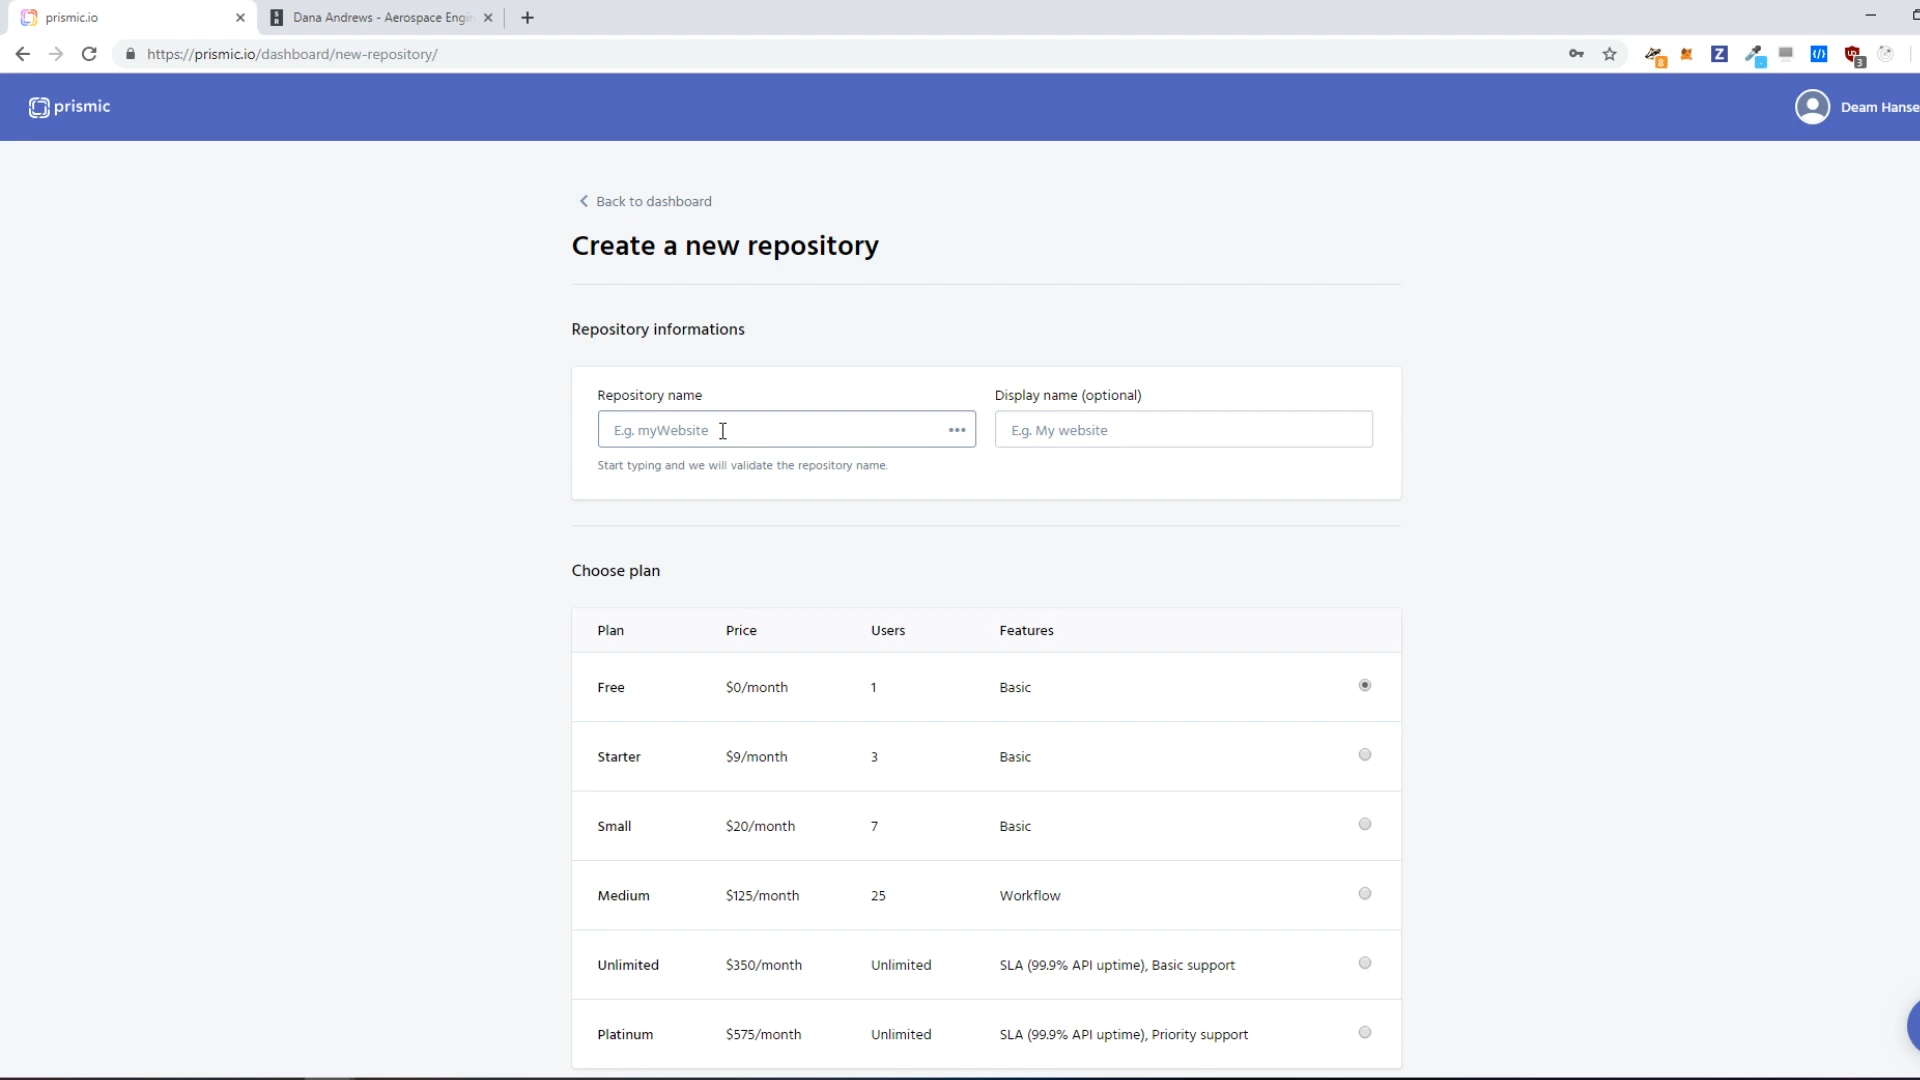 prismic.io
Dana Andrews - Aerospace Engi
https://prismic.io/dashboard/new-repository/
8
Z
3
prismic
Deam Hanse
Back to dashboard
Create a new repository
Repository informations
Repository name
Display name (optional)
E.g. myWebsite
E.g. My website
Start typing and we will validate the repository name.
Choose plan
Plan Price Users Features
Free $0/month 1 Basic
Starter $9/month 3 Basic
Small $20/month 7 Basic
Medium $125/month 25 Workflow
Unlimited $350/month Unlimited SLA (99.9% API uptime), Basic support
Platinum $575/month Unlimited SLA (99.9% API uptime), Priority support